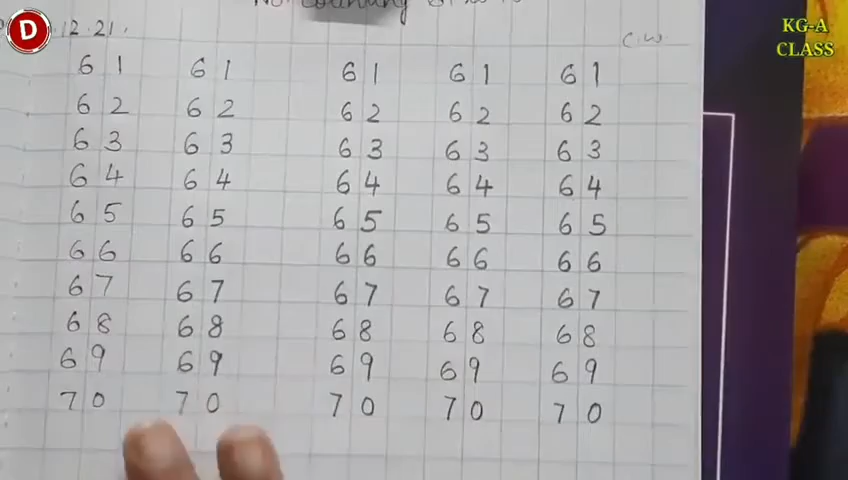 No. Counting
D .12.21. KG-A
CLASS
C.W
61 61 61 61 61
62 62 62 62 62
63 63 63 63 63
64 64 64 64 64
65 65 65 65 65
66 66 66 66 66
67 67 67 67 67
68 68 68 68 68
69 69 69 69 69
70 70 70 70 70